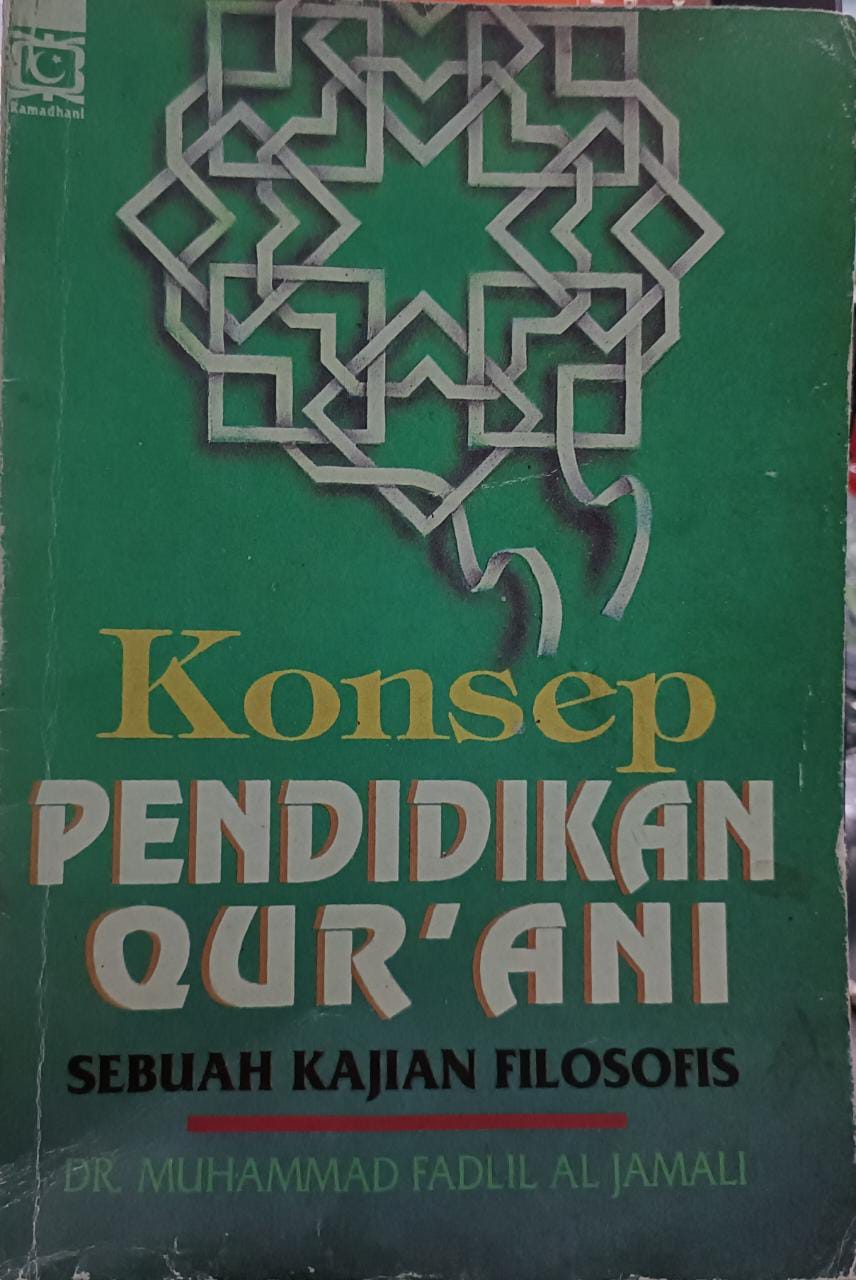 Ramadhani
Konsep
PENDIDIKAN
QUR'ANI
SEBUAH KAJIAN FILOSOFIS
DR. MUHAMMAD FADLIL AL JAMALI